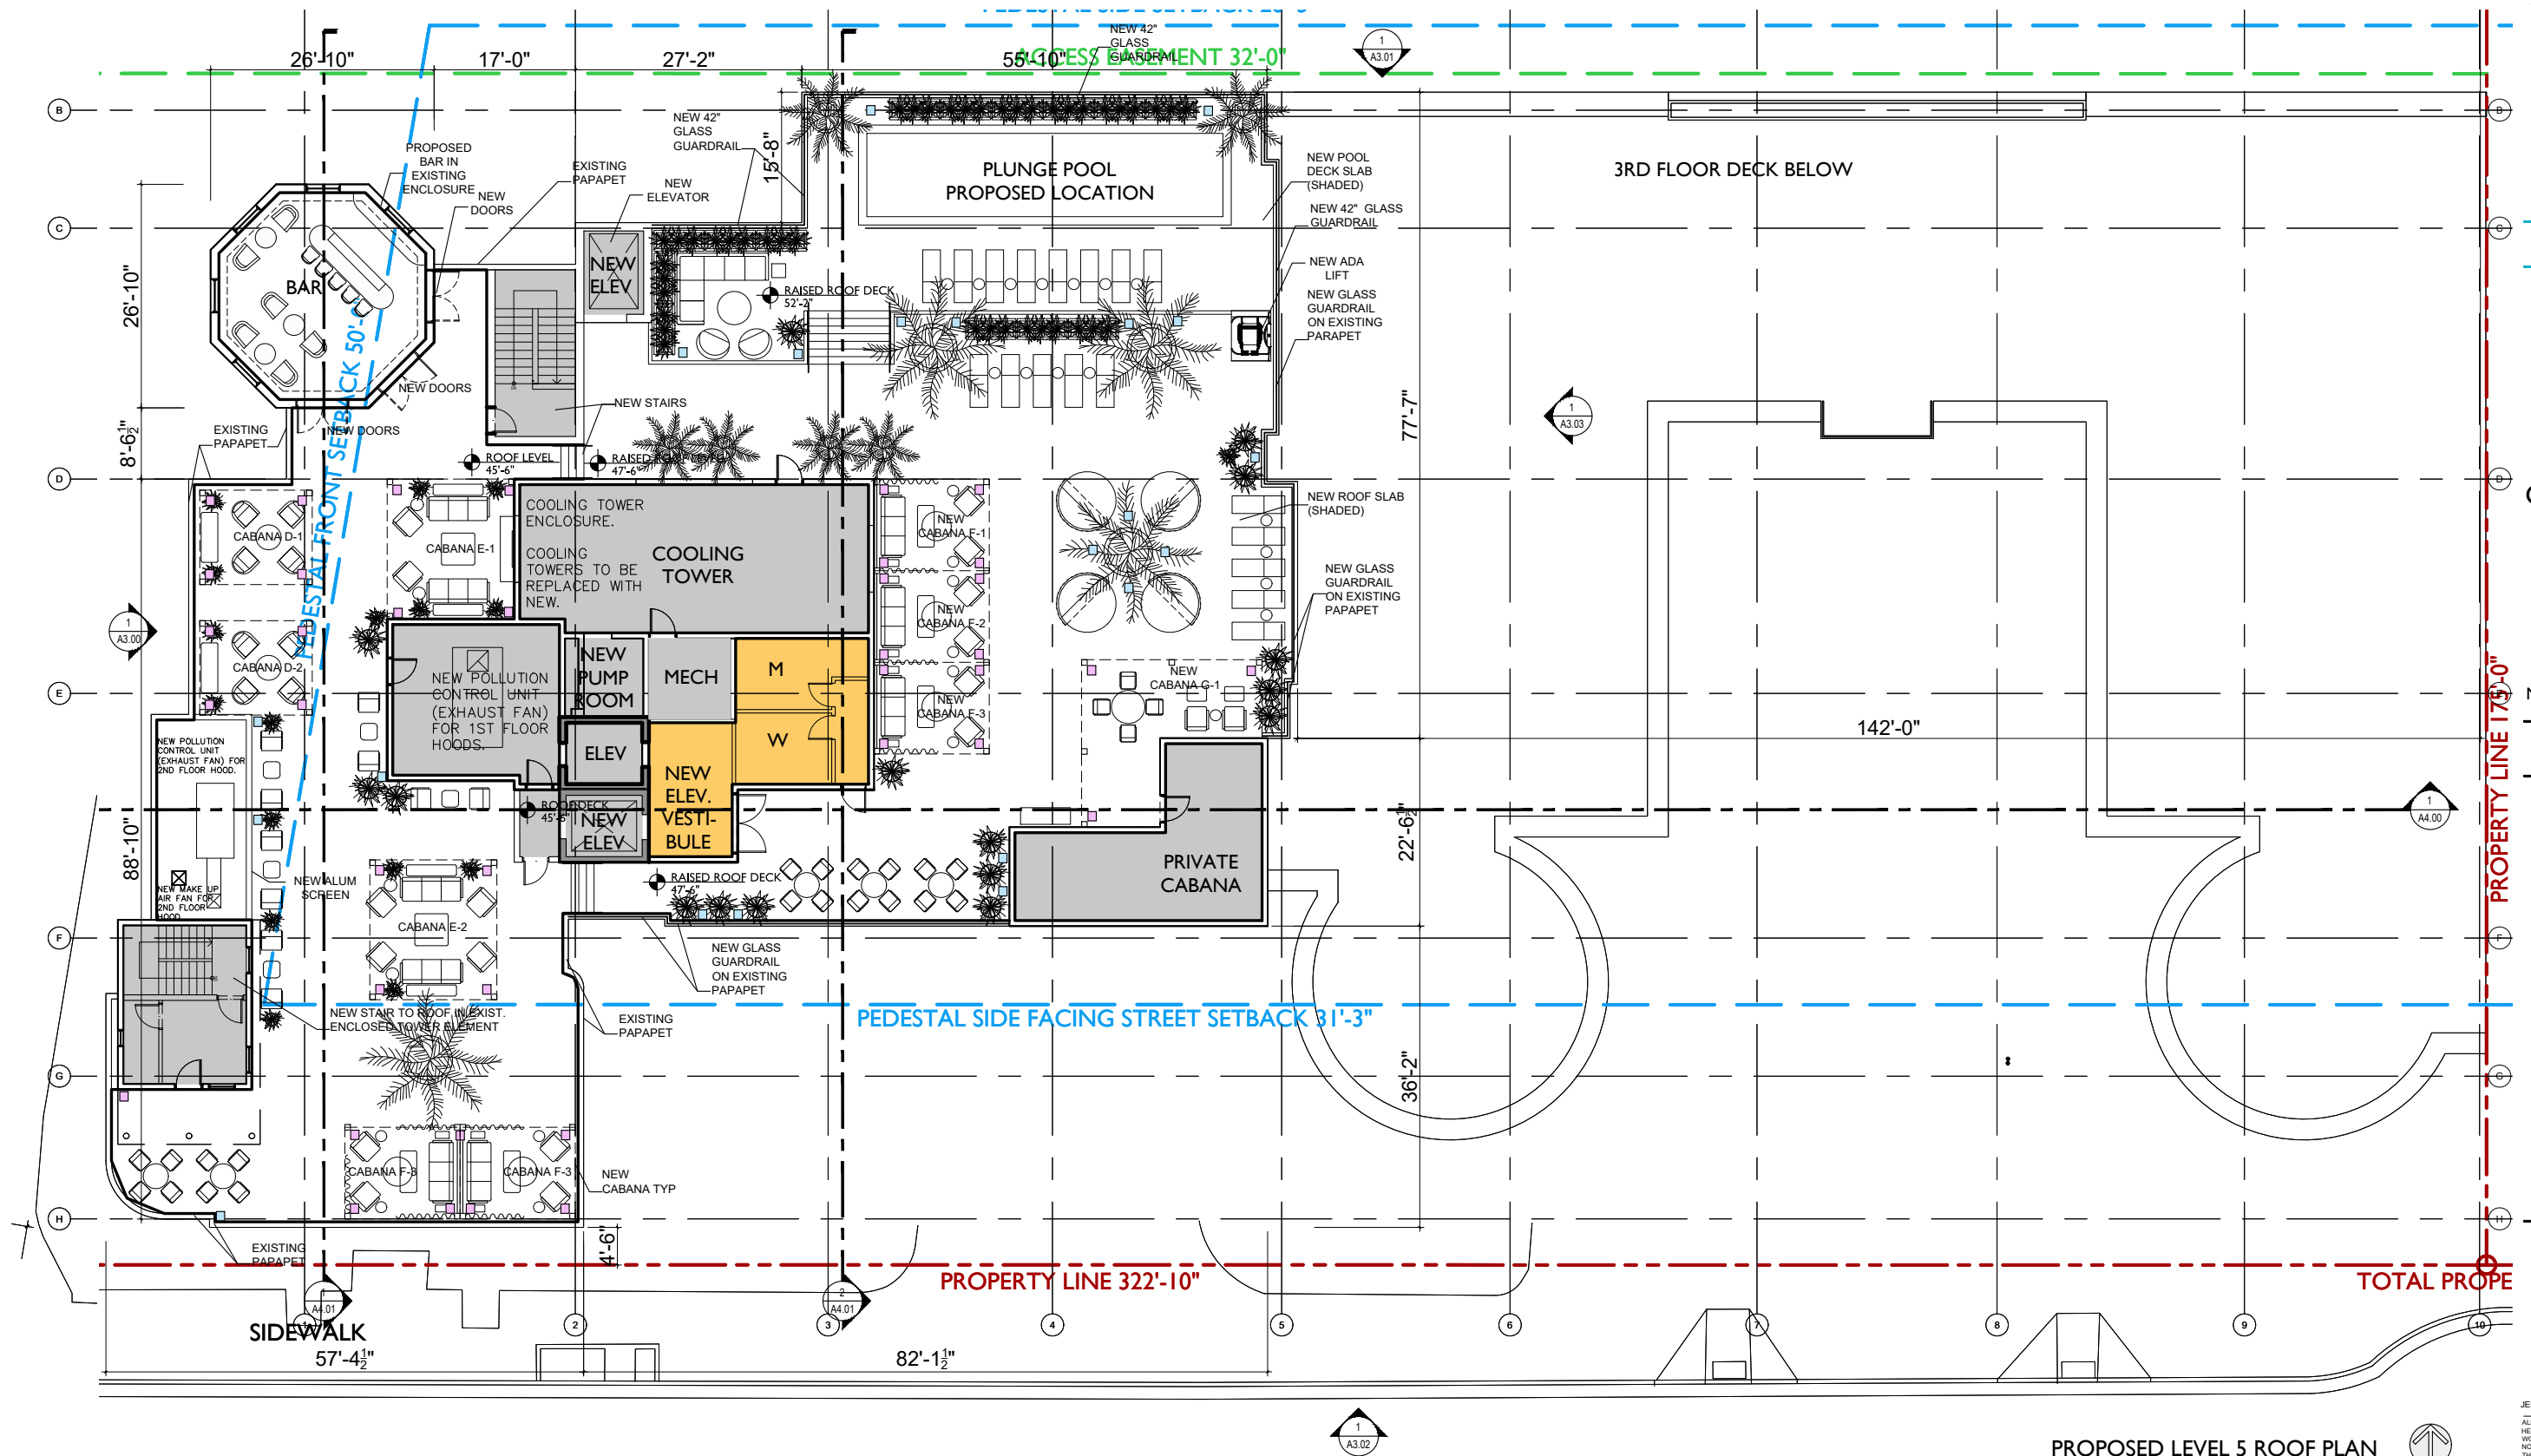 26'-10"
17'-0"
27'-2"
55'-10"
ACCESS EASEMENT 32'-0"
NEW 42"
GLASS
GUARDRAIL
1
A3.01
B
B
NEW 42"
GLASS
GUARDRAIL
15'-8"
PROPOSED
BAR IN
EXISTING
ENCLOSURE
NEW
DOORS
EXISTING
PAPAPET
NEW
ELEVATOR
PLUNGE POOL
PROPOSED LOCATION
NEW POOL
DECK SLAB
(SHADED)
3RD FLOOR DECK BELOW
NEW 42" GLASS
GUARDRAIL
C
C
NEW ADA
LIFT
NEW GLASS
GUARDRAIL
ON EXISTING
PARAPET
26'-10"
BAR
NEW
ELEV
RAISED ROOF DECK
52'-2"
PEDESTAL FRONT SETBACK 50'-0"
NEW DOORS
NEW DOORS
NEW STAIRS
EXISTING
PAPAPET
8'-6½"
77'-7"
1
A3.03
ROOF LEVEL
45'-6"
RAISED ROOF LEVEL
47'-6"
D
D
COOLING TOWER
ENCLOSURE.
COOLING
TOWERS TO BE
REPLACED WITH
NEW.
COOLING
TOWER
CABANA D-1
CABANA E-1
NEW
CABANA F-1
NEW ROOF SLAB
(SHADED)
NEW GLASS
GUARDRAIL
ON EXISTING
PAPAPET
1
A3.00
CABANA D-2
NEW
CABANA F-2
NEW
CABANA F-3
NEW
CABANA G-1
E
E
NEW POLLUTION
CONTROL UNIT
(EXHAUST FAN)
FOR 1ST FLOOR
HOODS.
NEW
PUMP
ROOM
MECH
M
W
ELEV
NEW
ELEV.
VESTI-
BULE
NEW
ELEV
142'-0"
PROPERTY LINE 175'-0"
NEW POLLUTION
CONTROL UNIT
(EXHAUST FAN) FOR
2ND FLOOR HOOD.
ROOF DECK
45'-6"
1
A4.00
88'-10"
22'-6½"
NEW MAKE UP
AIR FAN FOR
2ND FLOOR
HOOD
NEW ALUM
SCREEN
RAISED ROOF DECK
47'-6"
PRIVATE
CABANA
CABANA E-2
F
F
NEW GLASS
GUARDRAIL
ON EXISTING
PAPAPET
NEW STAIR TO ROOF IN EXIST.
ENCLOSED TOWER ELEMENT
EXISTING
PAPAPET
PEDESTAL SIDE FACING STREET SETBACK 31'-3"
G
G
36'-2"
CABANA F-3
CABANA F-3
NEW
CABANA TYP
H
H
EXISTING
PAPAPET
4'-6"
PROPERTY LINE 322'-10"
TOTAL PROPE
1
A4.01
2
A4.01
1
2
3
4
5
6
7
8
9
10
SIDEWALK
57'-4½"
82'-1½"
1
A3.02
PROPOSED LEVEL 5 ROOF PLAN